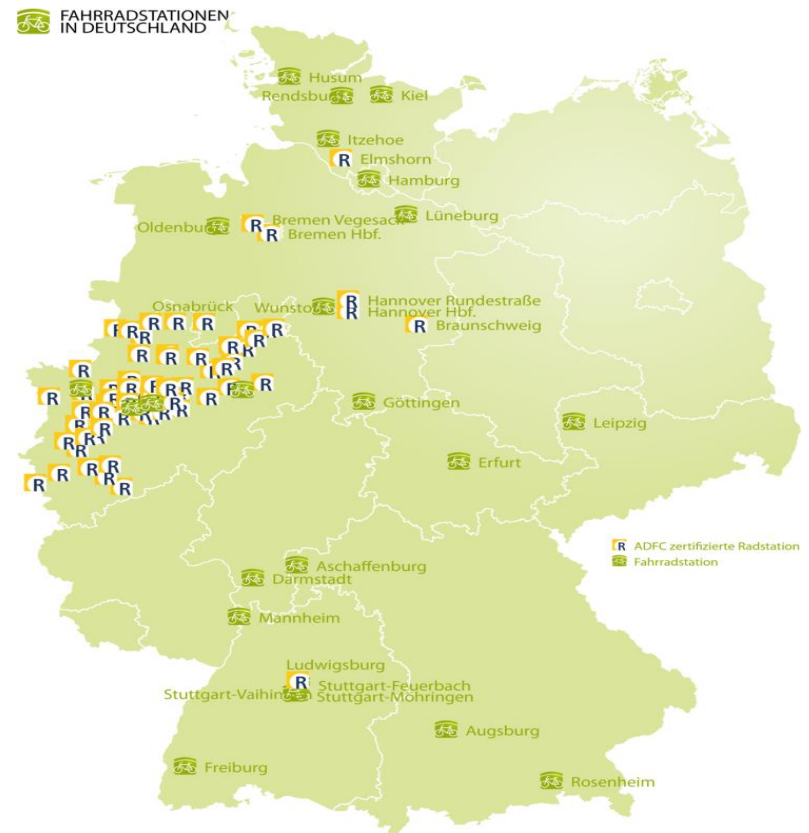 FAHRRADSTATIONEN
IN DEUTSCHLAND
Husum
Kiel
Itzehoe
R Elmshorn
Hamburg
Lüneburg
R Bremen Vegesack
R Bremen Hbf.
Osnabrück
R Hannover Rundestraße
R Hannover Hbf.
R Braunschweig
Göttingen
Leipzig
Erfurt
R ADFC zertifizierte Radstation
Fahrradstation
Aschaffenburg
Darmstadt
Mannheim
Ludwigsburg
R Stuttgart-Feuerbach
Stuttgart-Möhringen
Augsburg
Freiburg
Rosenheim